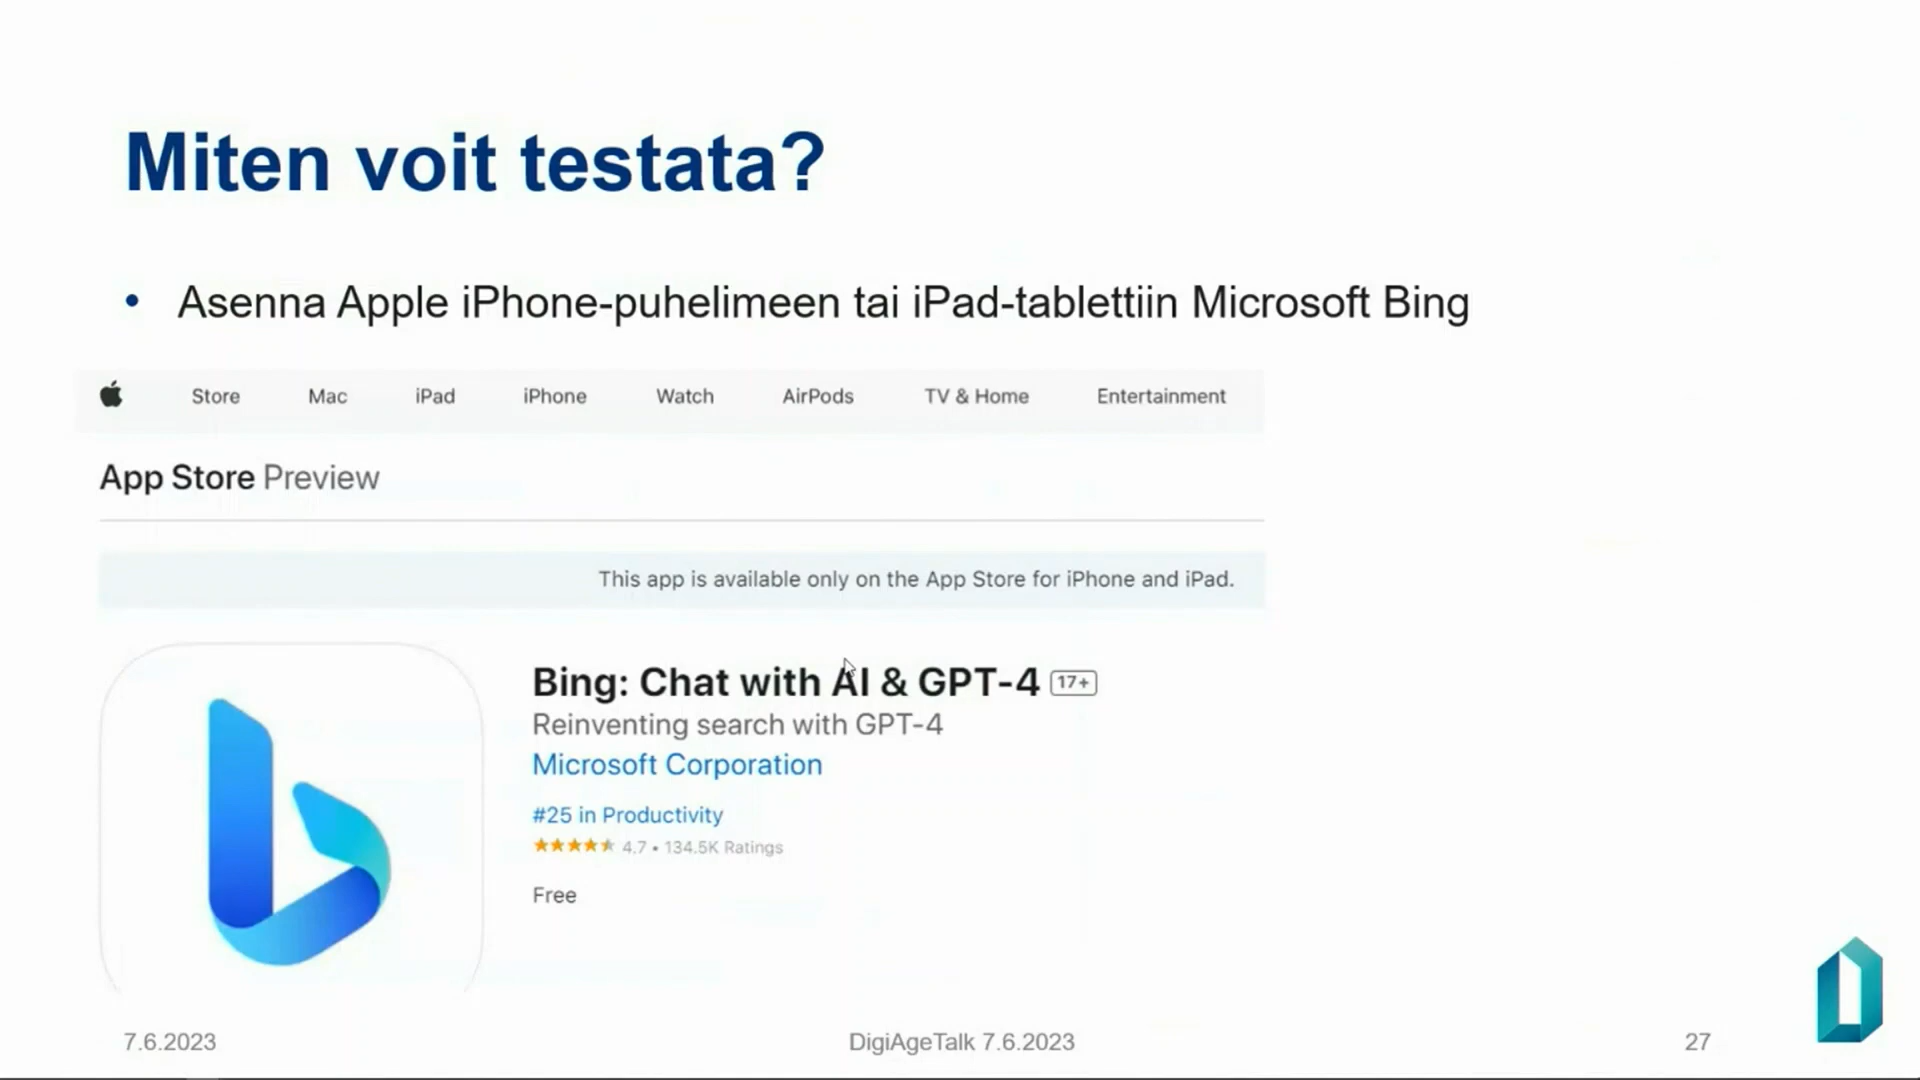 Miten voit testata?
• Asenna Apple iPhone-puhelimeen tai iPad-tablettiin Microsoft Bing
Store Mac iPad iPhone Watch AirPods TV & Home Entertainment
App Store Preview
This app is available only on the App Store for iPhone and iPad.
Bing: Chat with AI & GPT-4 17+
Reinventing search with GPT-4
Microsoft Corporation
#25 in Productivity
4.7 • 134.5K Ratings
Free
7.6.2023 DigiAgeTalk 7.6.2023 27